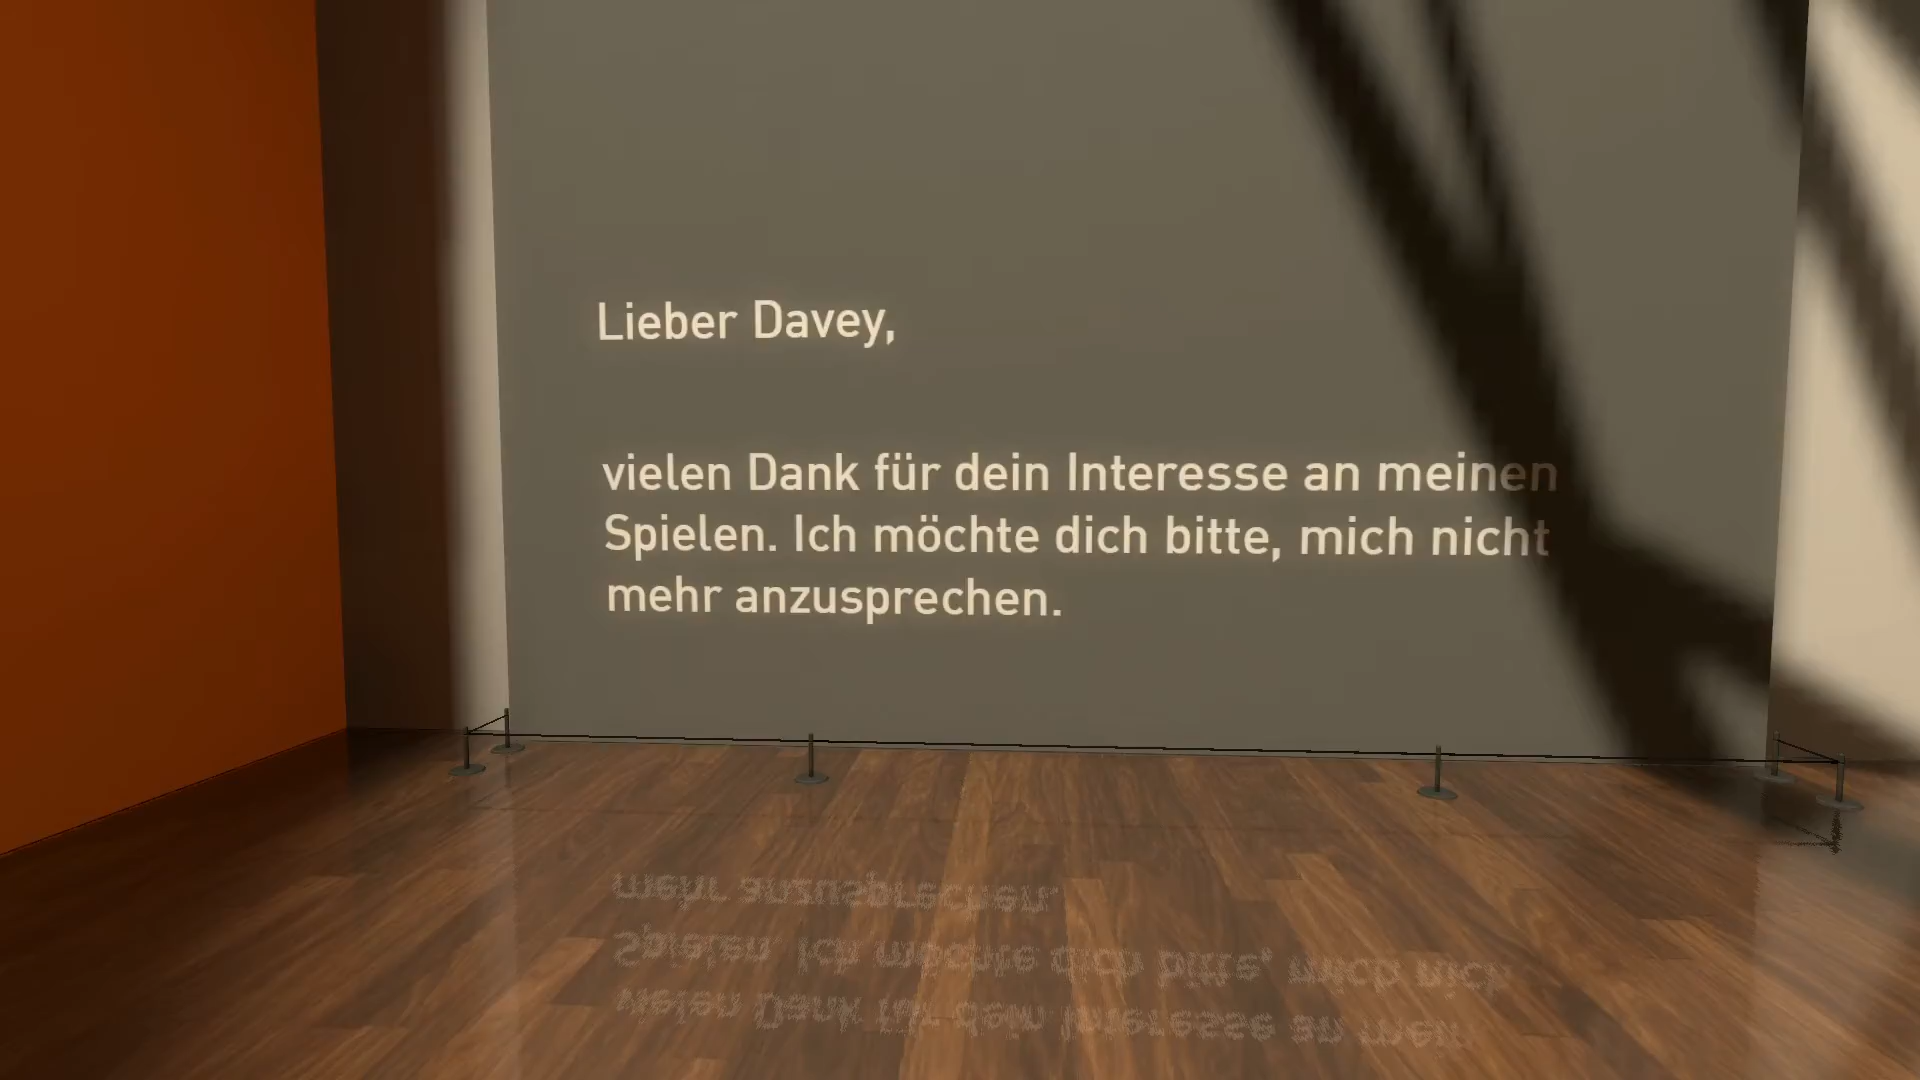 Lieber Davey,
vielen Dank für dein Interesse an meinen
Spielen. Ich möchte dich bitte, mich nicht
mehr anzusprechen.